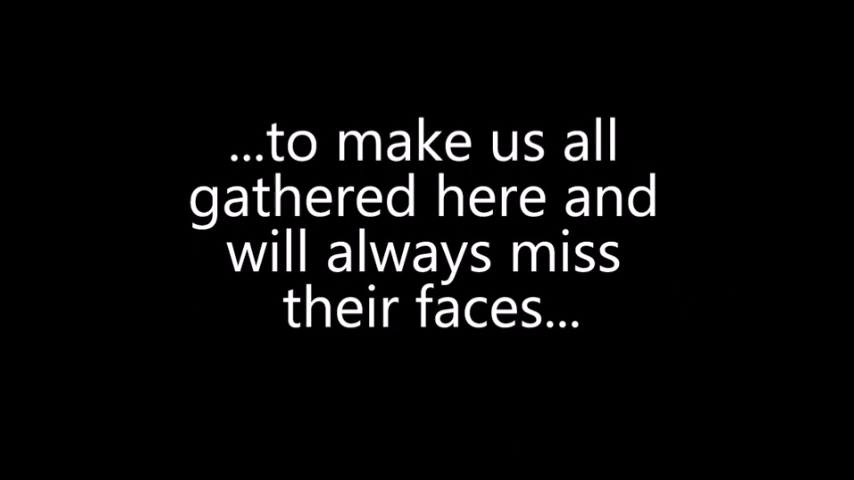 ...to make us all
gathered here and
will always miss
their faces...